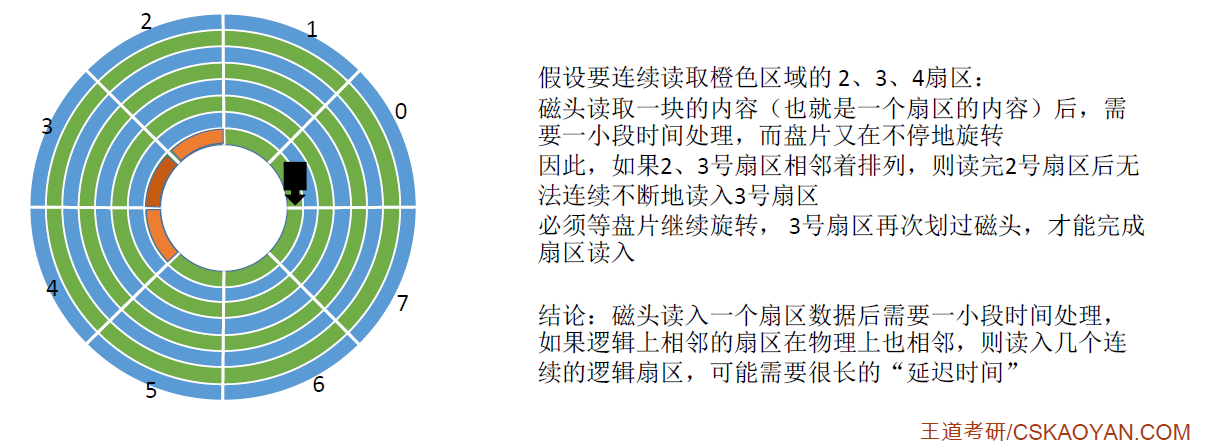 2
1
3
0
4
7
5
6
假设要连续读取橙色区域的 2、3、4扇区：
磁头读取一块的内容（也就是一个扇区的内容）后，需
要一小段时间处理，而盘片又在不停地旋转
因此，如果2、3号扇区相邻着排列，则读完2号扇区后无
法连续不断地读入3号扇区
必须等盘片继续旋转， 3号扇区再次划过磁头，才能完成
扇区读入
结论：磁头读入一个扇区数据后需要一小段时间处理，
如果逻辑上相邻的扇区在物理上也相邻，则读入几个连
续的逻辑扇区，可能需要很长的“延迟时间”
王道考研/CSKAOYAN.COM